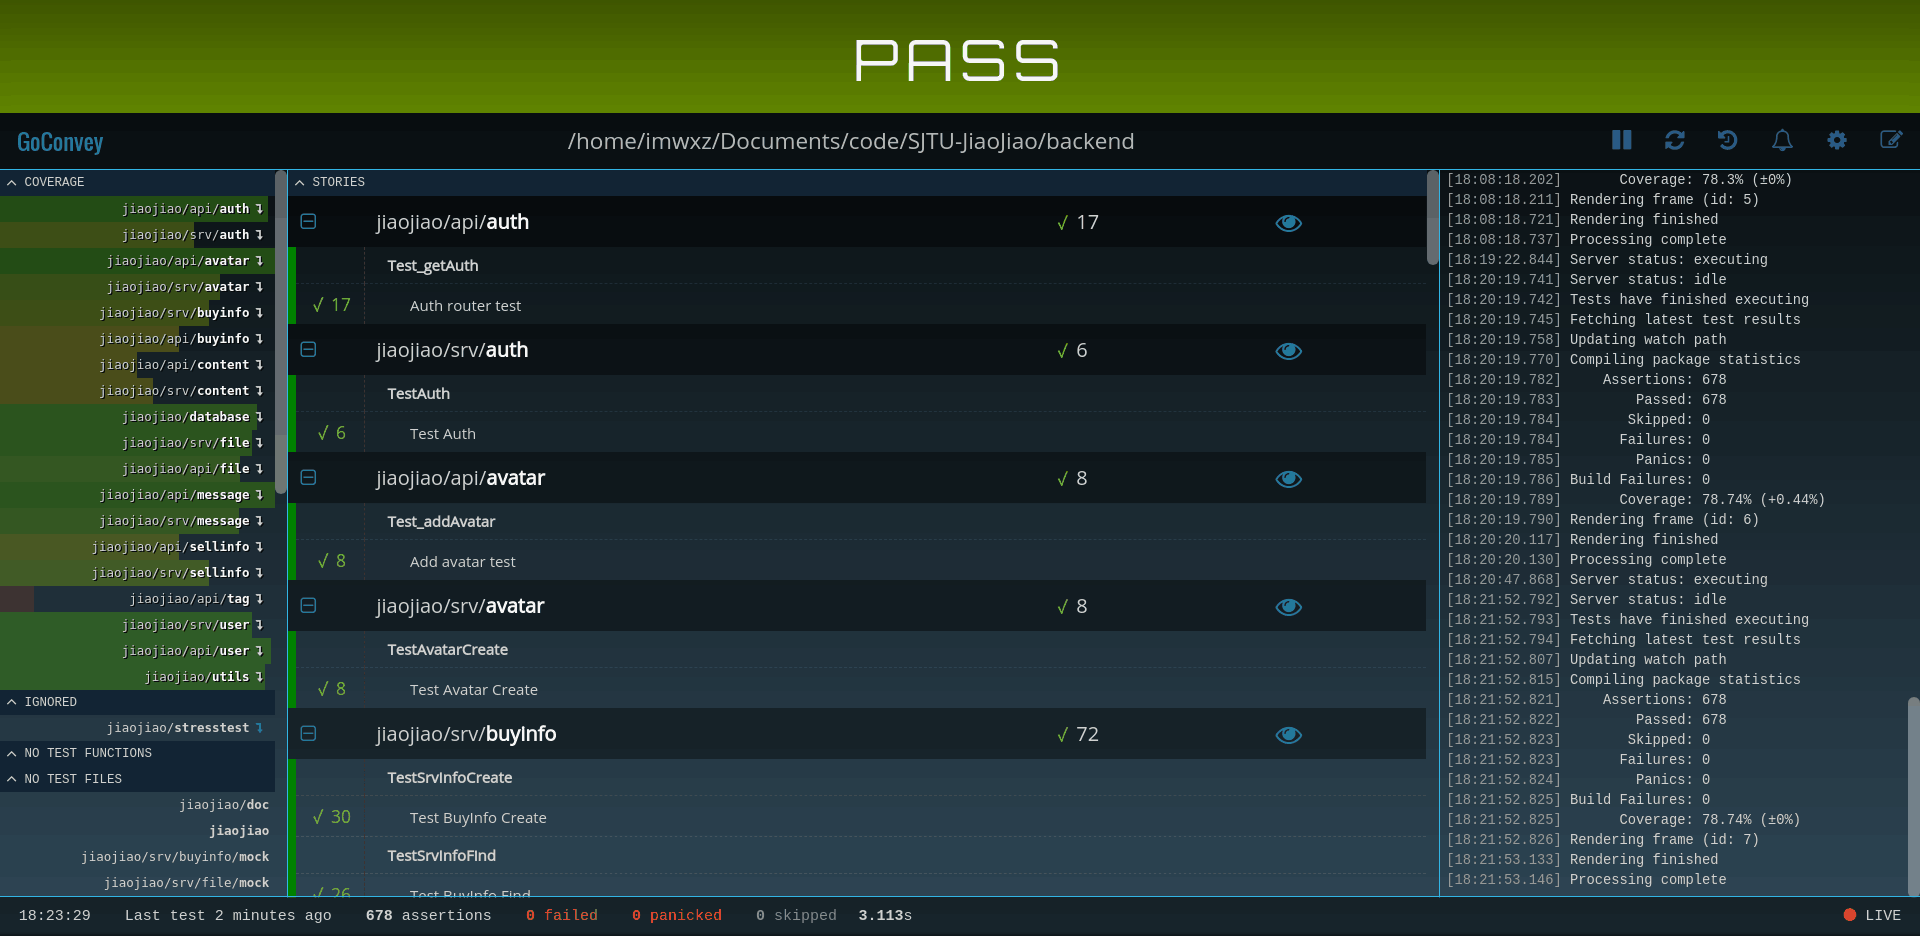 PASS
GoConvey
/home/imwxz/Documents/code/SJTU-JiaoJiao/backend
COVERAGE
jiaojiao/api/auth
jiaojiao/srv/auth
jiaojiao/api/avatar
jiaojiao/srv/avatar
jiaojiao/srv/buyinfo
jiaojiao/api/buyinfo
jiaojiao/api/content
jiaojiao/srv/content
jiaojiao/database
jiaojiao/srv/file
jiaojiao/api/file
jiaojiao/api/message
jiaojiao/srv/message
jiaojiao/api/sellinfo
jiaojiao/srv/sellinfo
jiaojiao/api/tag
jiaojiao/srv/user
jiaojiao/api/user
jiaojiao/utils
IGNORED
jiaojiao/stresstest
NO TEST FUNCTIONS
NO TEST FILES
jiaojiao/doc
jiaojiao
jiaojiao/srv/buyinfo/mock
jiaojiao/srv/file/mock
STORIES
jiaojiao/api/auth √ 17
Test_getAuth
√ 17 Auth router test
jiaojiao/srv/auth √ 6
TestAuth
√ 6 Test Auth
jiaojiao/api/avatar √ 8
Test_addAvatar
√ 8 Add avatar test
jiaojiao/srv/avatar √ 8
TestAvatarCreate
√ 8 Test Avatar Create
jiaojiao/srv/buyinfo √ 72
TestSrvInfoCreate
√ 30 Test BuyInfo Create
TestSrvInfoFind
√ 26 Test BuyInfo Find
[18:08:18.202] Coverage: 78.3% (±0%)
[18:08:18.211] Rendering frame (id: 5)
[18:08:18.721] Rendering finished
[18:08:18.737] Processing complete
[18:19:22.844] Server status: executing
[18:20:19.741] Server status: idle
[18:20:19.742] Tests have finished executing
[18:20:19.745] Fetching latest test results
[18:20:19.758] Updating watch path
[18:20:19.770] Compiling package statistics
[18:20:19.782] Assertions: 678
[18:20:19.783] Passed: 678
[18:20:19.784] Skipped: 0
[18:20:19.784] Failures: 0
[18:20:19.785] Panics: 0
[18:20:19.786] Build Failures: 0
[18:20:19.789] Coverage: 78.74% (+0.44%)
[18:20:19.790] Rendering frame (id: 6)
[18:20:20.117] Rendering finished
[18:20:20.130] Processing complete
[18:20:47.868] Server status: executing
[18:21:52.792] Server status: idle
[18:21:52.793] Tests have finished executing
[18:21:52.794] Fetching latest test results
[18:21:52.807] Updating watch path
[18:21:52.815] Compiling package statistics
[18:21:52.821] Assertions: 678
[18:21:52.822] Passed: 678
[18:21:52.823] Skipped: 0
[18:21:52.823] Failures: 0
[18:21:52.824] Panics: 0
[18:21:52.825] Build Failures: 0
[18:21:52.825] Coverage: 78.74% (±0%)
[18:21:52.826] Rendering frame (id: 7)
[18:21:53.133] Rendering finished
[18:21:53.146] Processing complete
18:23:29 Last test 2 minutes ago 678 assertions 0 failed 0 panicked 0 skipped 3.113s LIVE